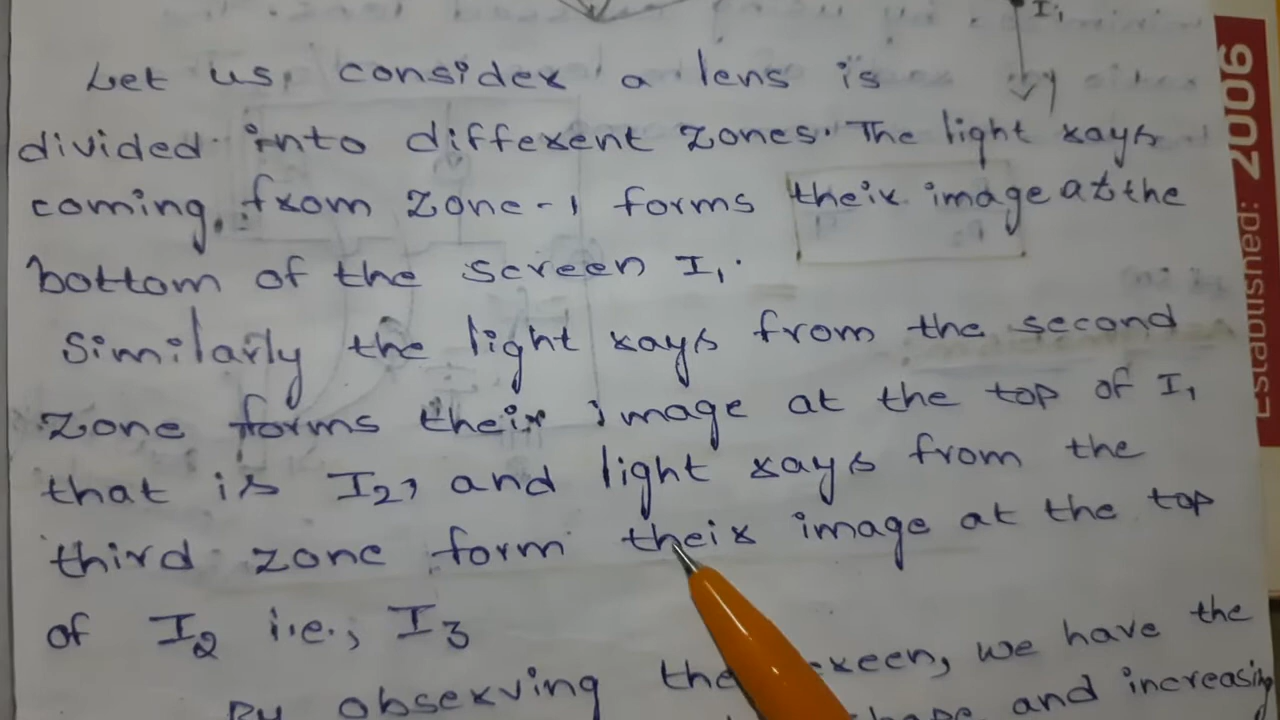 I1
y
Let us, consider a lens is
divided into different zones. The light rays
coming, from zone-1 forms their image at the
bottom of the screen I1.
Similarly the light rays from the second
zone forms their image at the top of I1
that is I2, and light rays from the
third zone form their image at the top
of I2 i.e., I3
By observing the screen, we have the
and increasing
Established: 2006